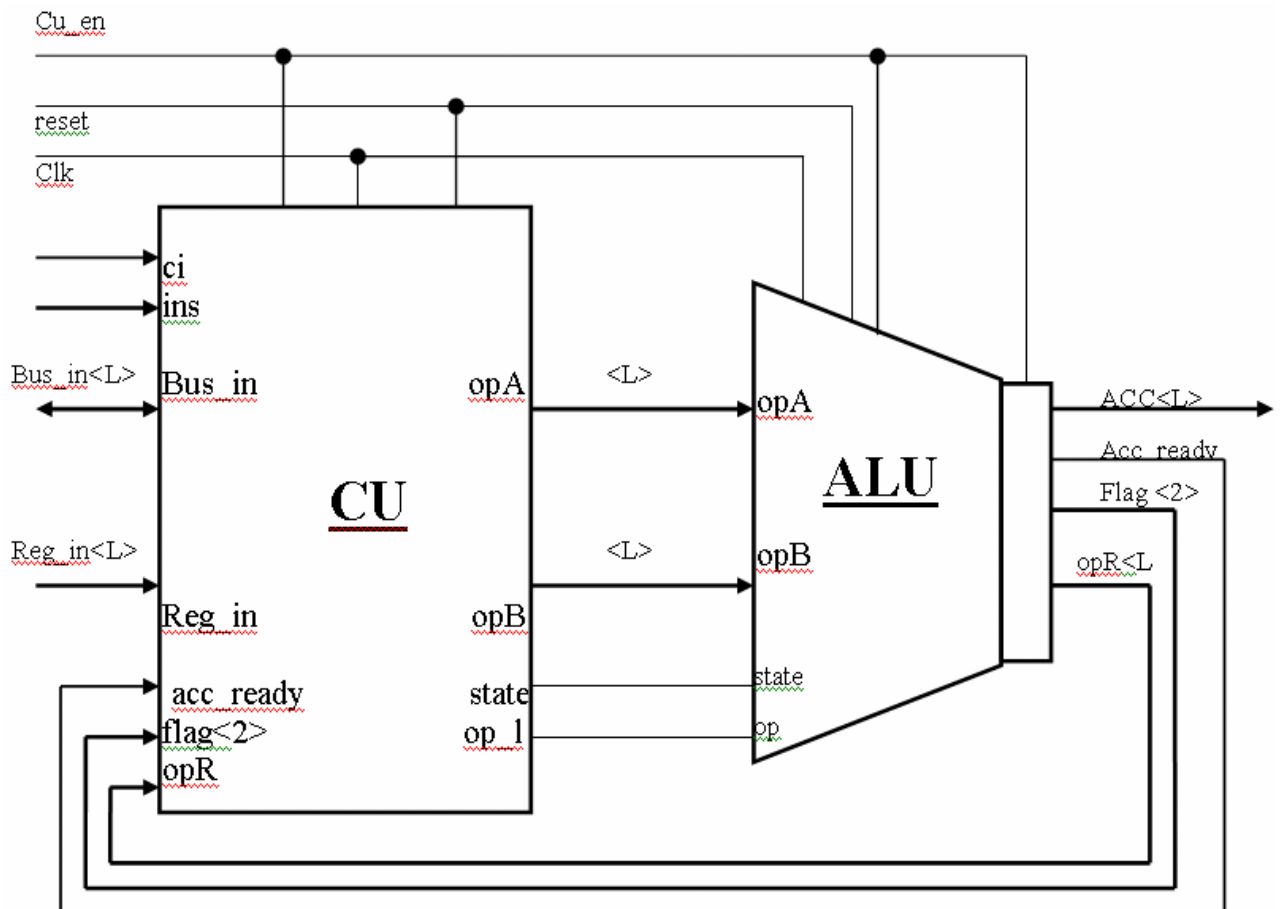 Cu_en
reset
Clk
ci
ins
Bus_in<L>
Bus_in
opA
<L>
opA
ACC<L>
Acc_ready
Flag <2>
CU
ALU
Reg_in<L>
<L>
opB
opR<L
Reg_in
opB
acc_ready
state
state
flag<2>
op_1
op
opR